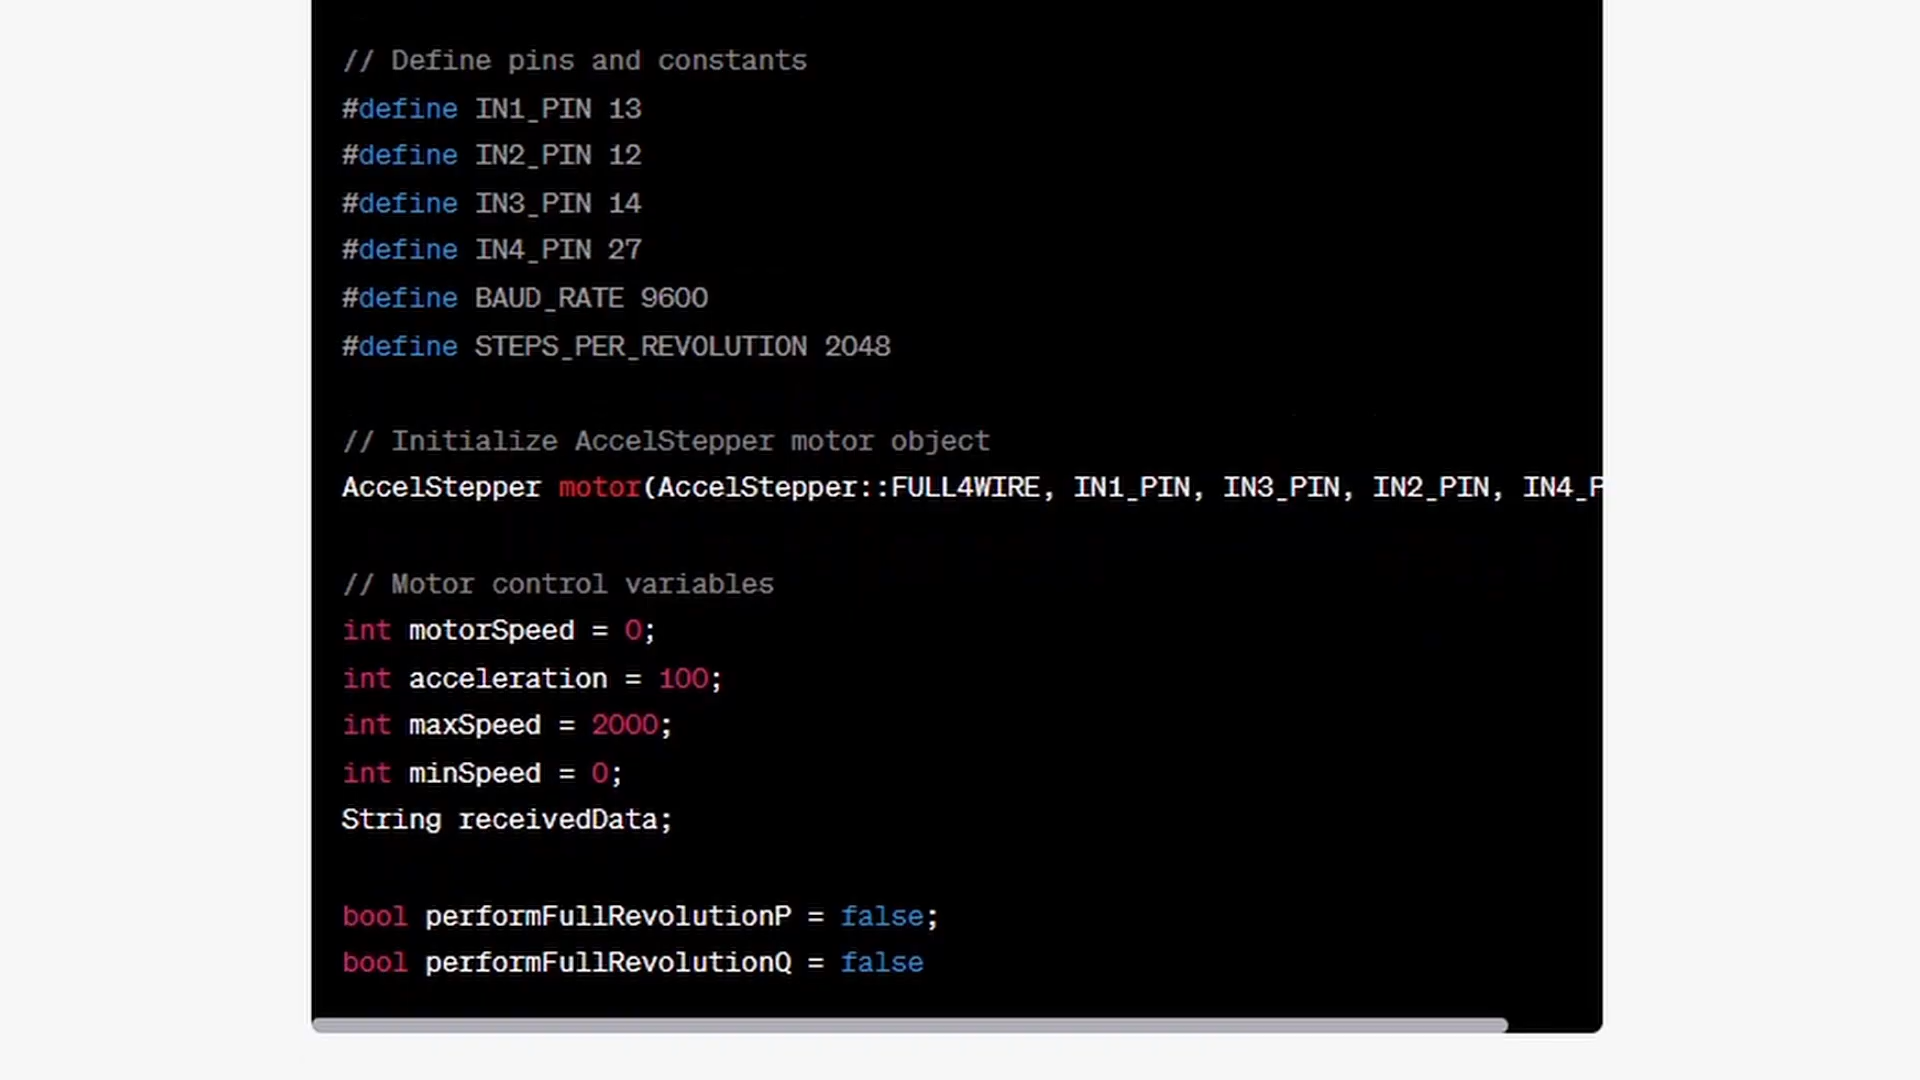 // Define pins and constants
#define IN1_PIN 13
#define IN2_PIN 12
#define IN3_PIN 14
#define IN4_PIN 27
#define BAUD_RATE 9600
#define STEPS_PER_REVOLUTION 2048
// Initialize AccelStepper motor object
AccelStepper motor(AccelStepper::FULL4WIRE, IN1_PIN, IN3_PIN, IN2_PIN, IN4_P
// Motor control variables
int motorSpeed = 0;
int acceleration = 100;
int maxSpeed = 2000;
int minSpeed = 0;
String receivedData;
bool performFullRevolutionP = false;
bool performFullRevolutionQ = false